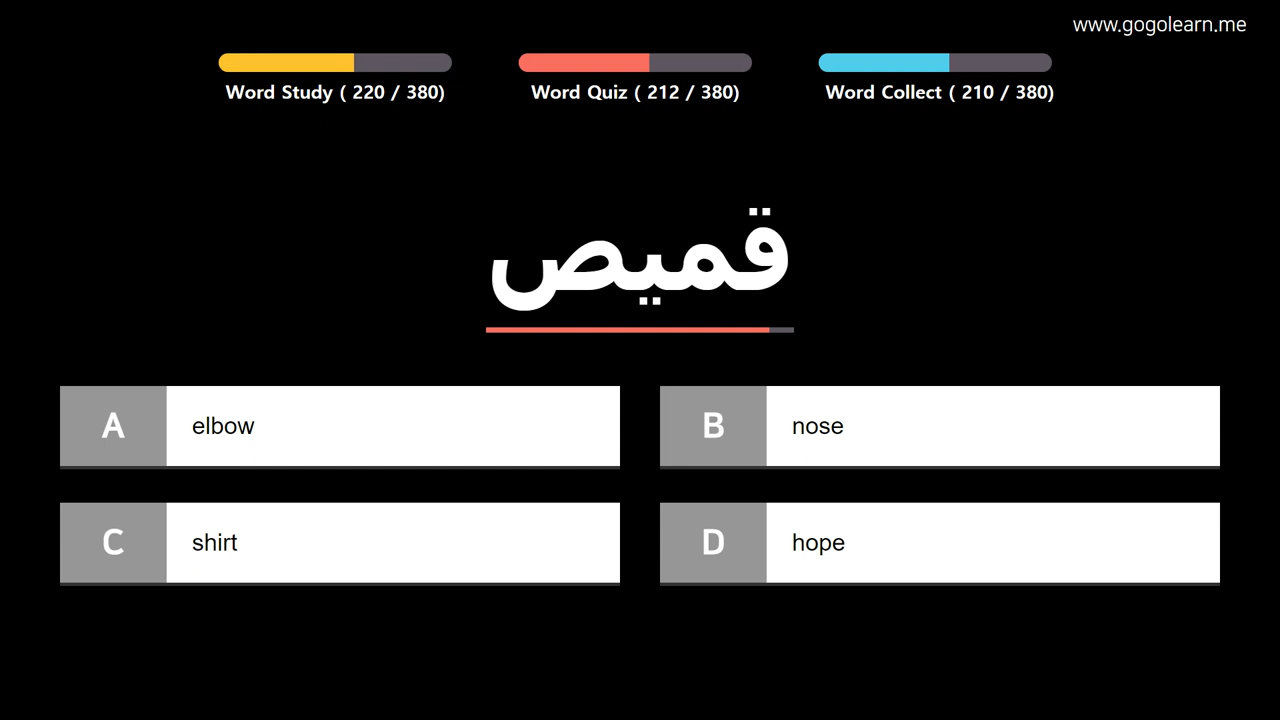 www.gogolearn.me
Word Study ( 220 / 380)
Word Quiz ( 212 / 380)
Word Collect ( 210 / 380)
قميص
A elbow
B nose
C shirt
D hope